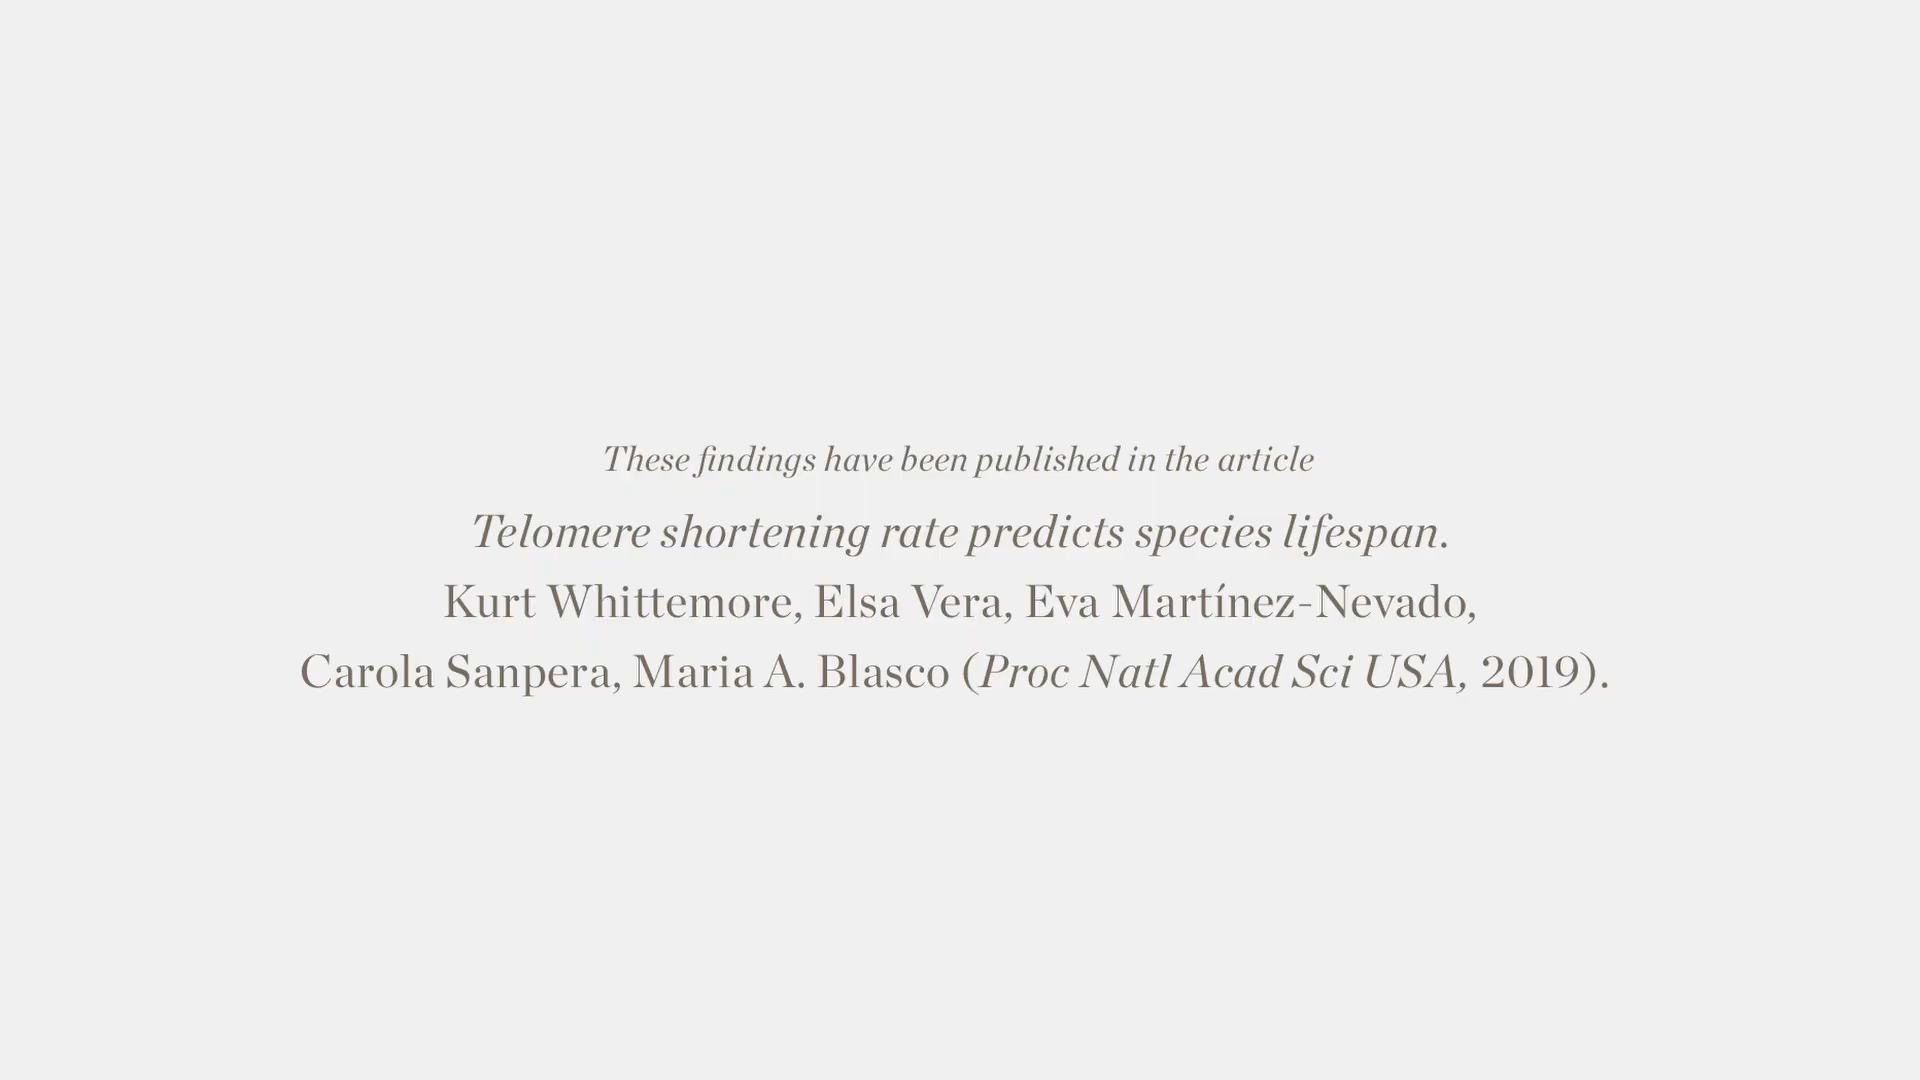 These findings have been published in the article
Telomere shortening rate predicts species lifespan.
Kurt Whittemore, Elsa Vera, Eva Martínez-Nevado,
Carola Sanpera, Maria A. Blasco (Proc Natl Acad Sci USA, 2019).